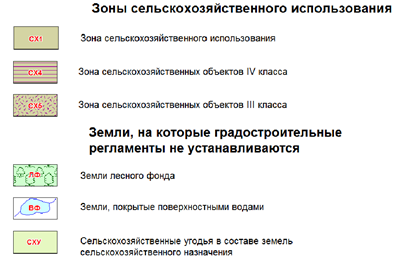 Зоны сельскохозяйственного использования
СХ1 Зона сельскохозяйственного использования
СХ4 Зона сельскохозяйственных объектов IV класса
СХ5 Зона сельскохозяйственных объектов III класса
Земли, на которые градостроительные
регламенты не устанавливаются
ЛФ Земли лесного фонда
ВФ Земли, покрытые поверхностными водами
СХУ Сельскохозяйственные угодья в составе земель
сельскохозяйственного назначения